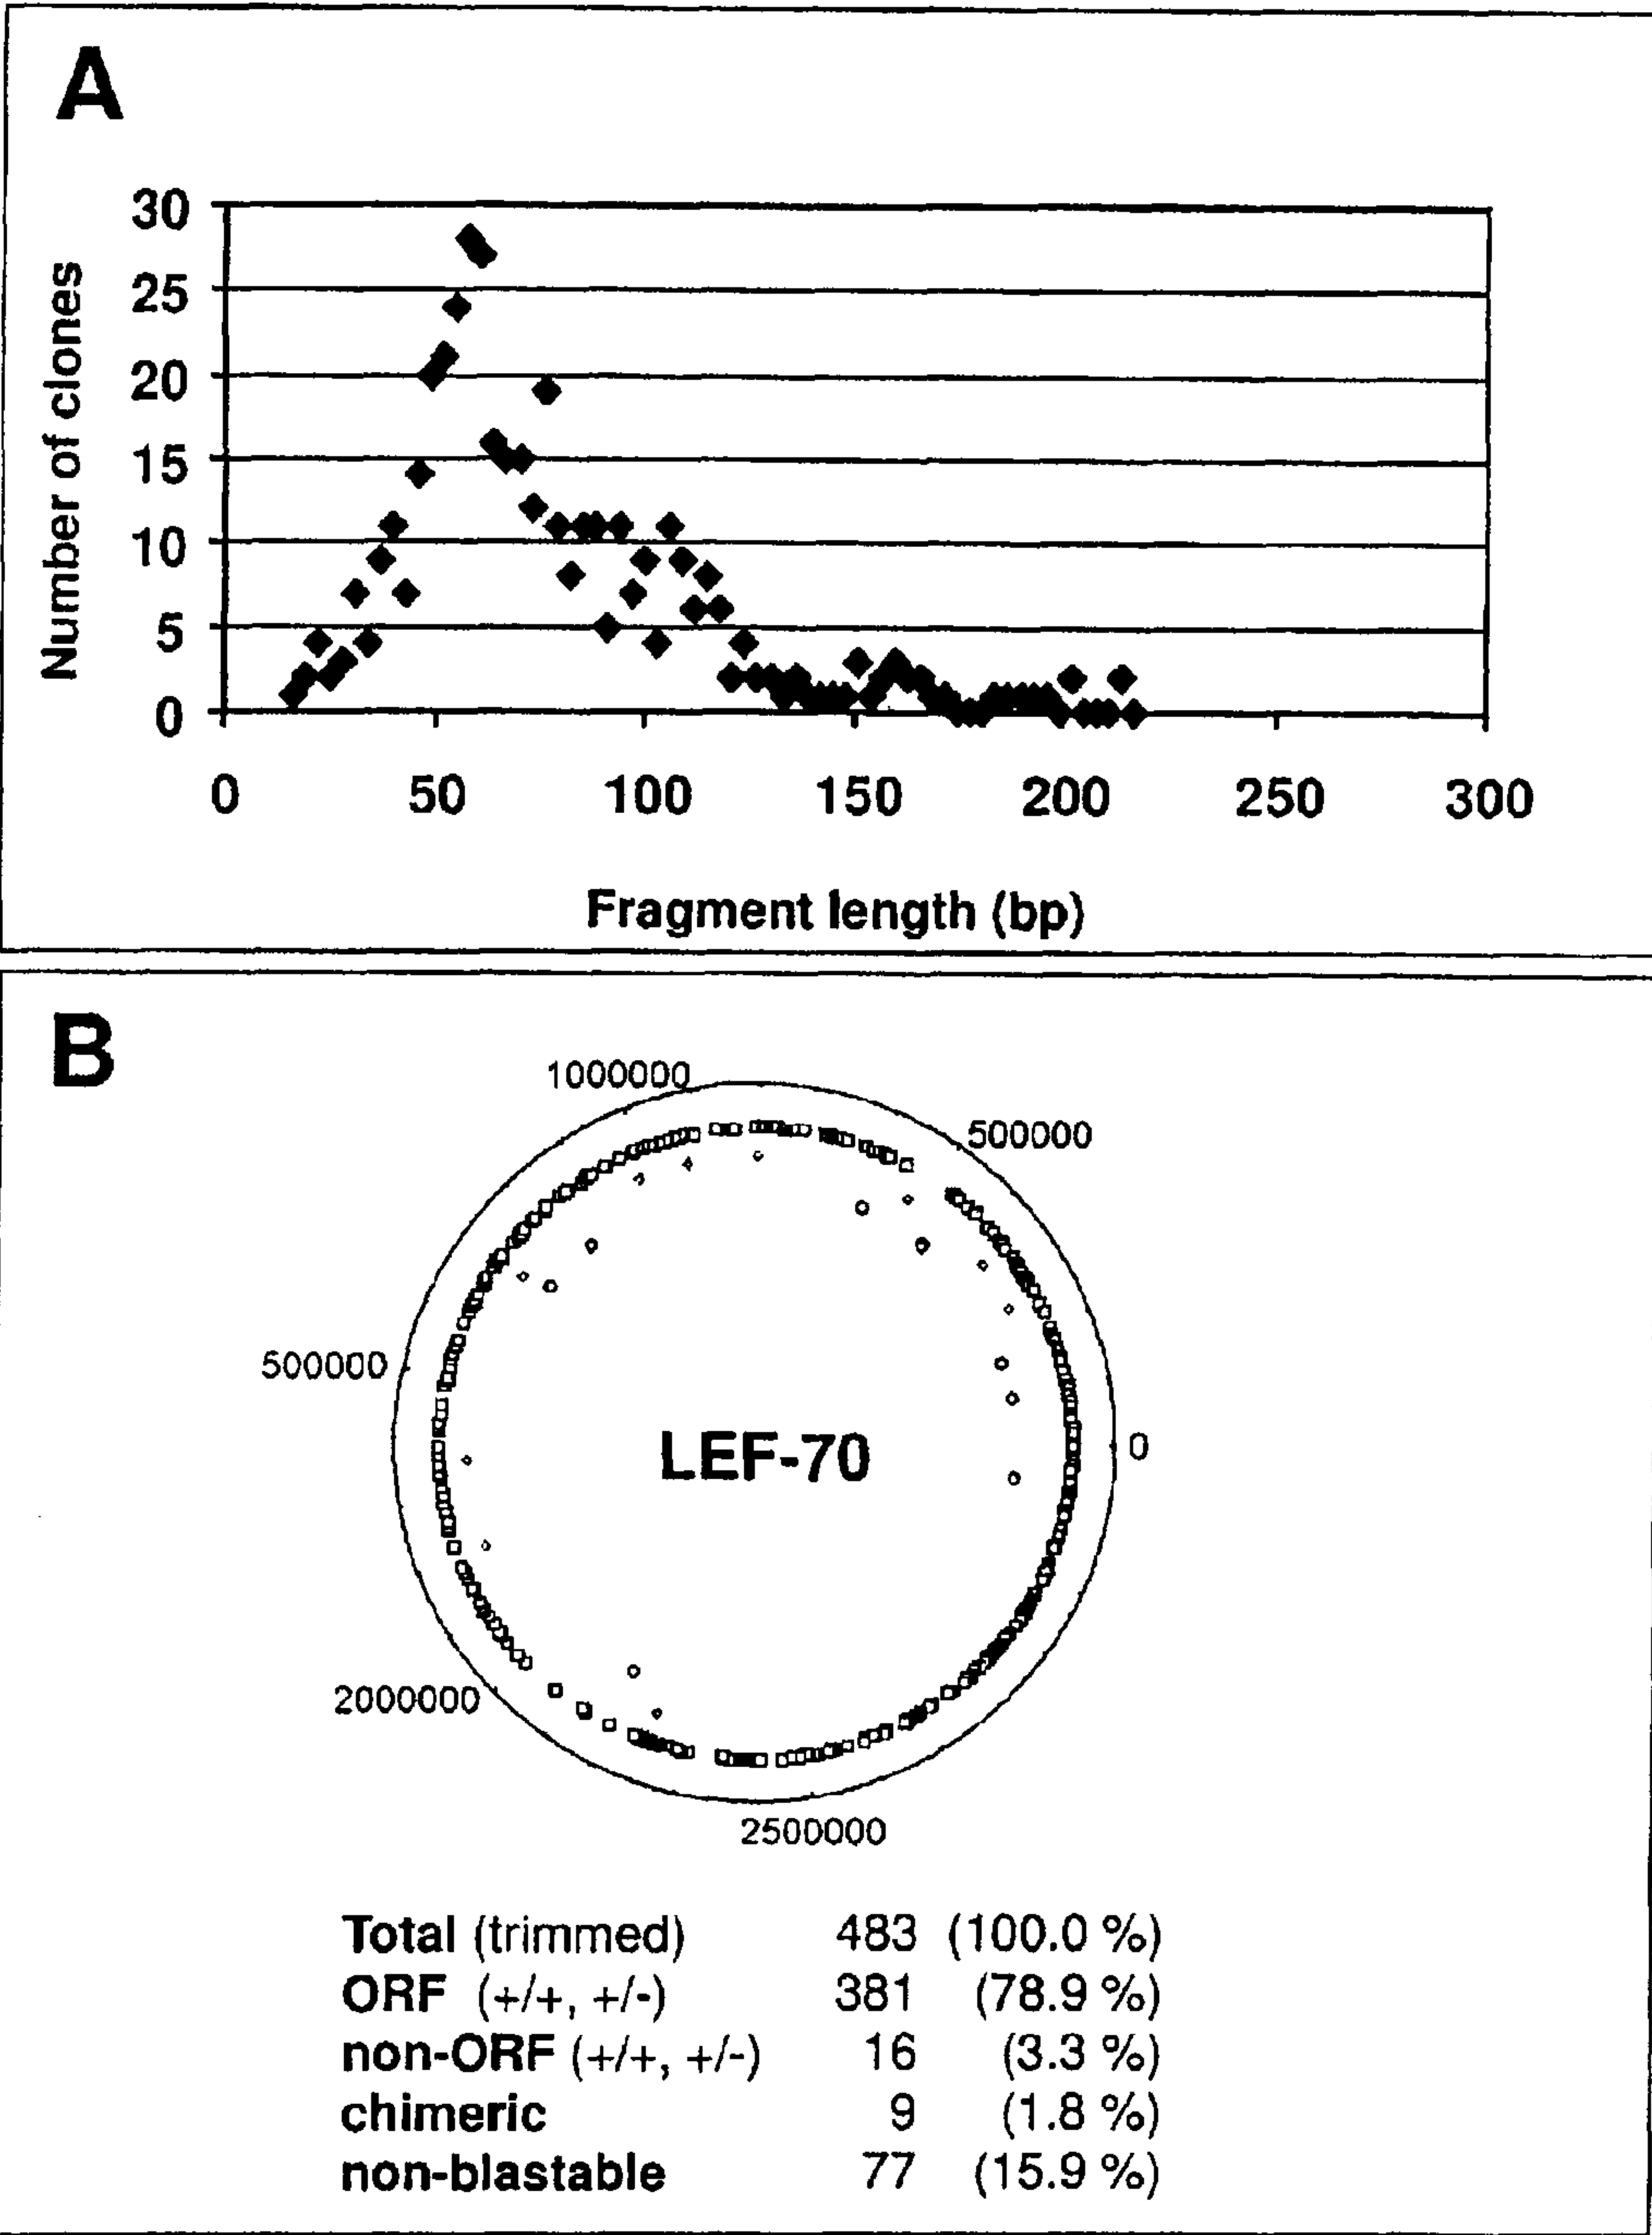 A
30
25
20
15
10
5
0
Number of clones
0 50 100 150 200 250 300
Fragment length (bp)
B
1000000
500000
500000
LEF-70
0
2000000
2500000
Total (trimmed) 483 (100.0 %)
ORF (+/+, +/-) 381 (78.9 %)
non-ORF (+/+, +/-) 16 (3.3 %)
chimeric 9 (1.8 %)
non-blastable 77 (15.9 %)